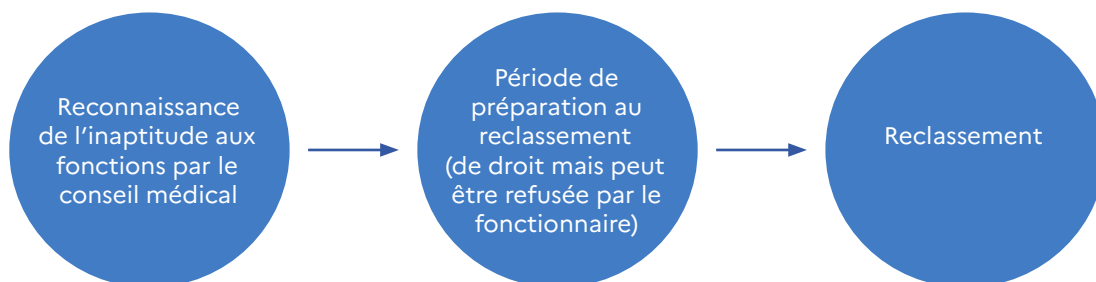 Reconnaissance
de l’inaptitude aux
fonctions par le
conseil médical
Période de
préparation au
reclassement
(de droit mais peut
être refusée par le
fonctionnaire)
Reclassement